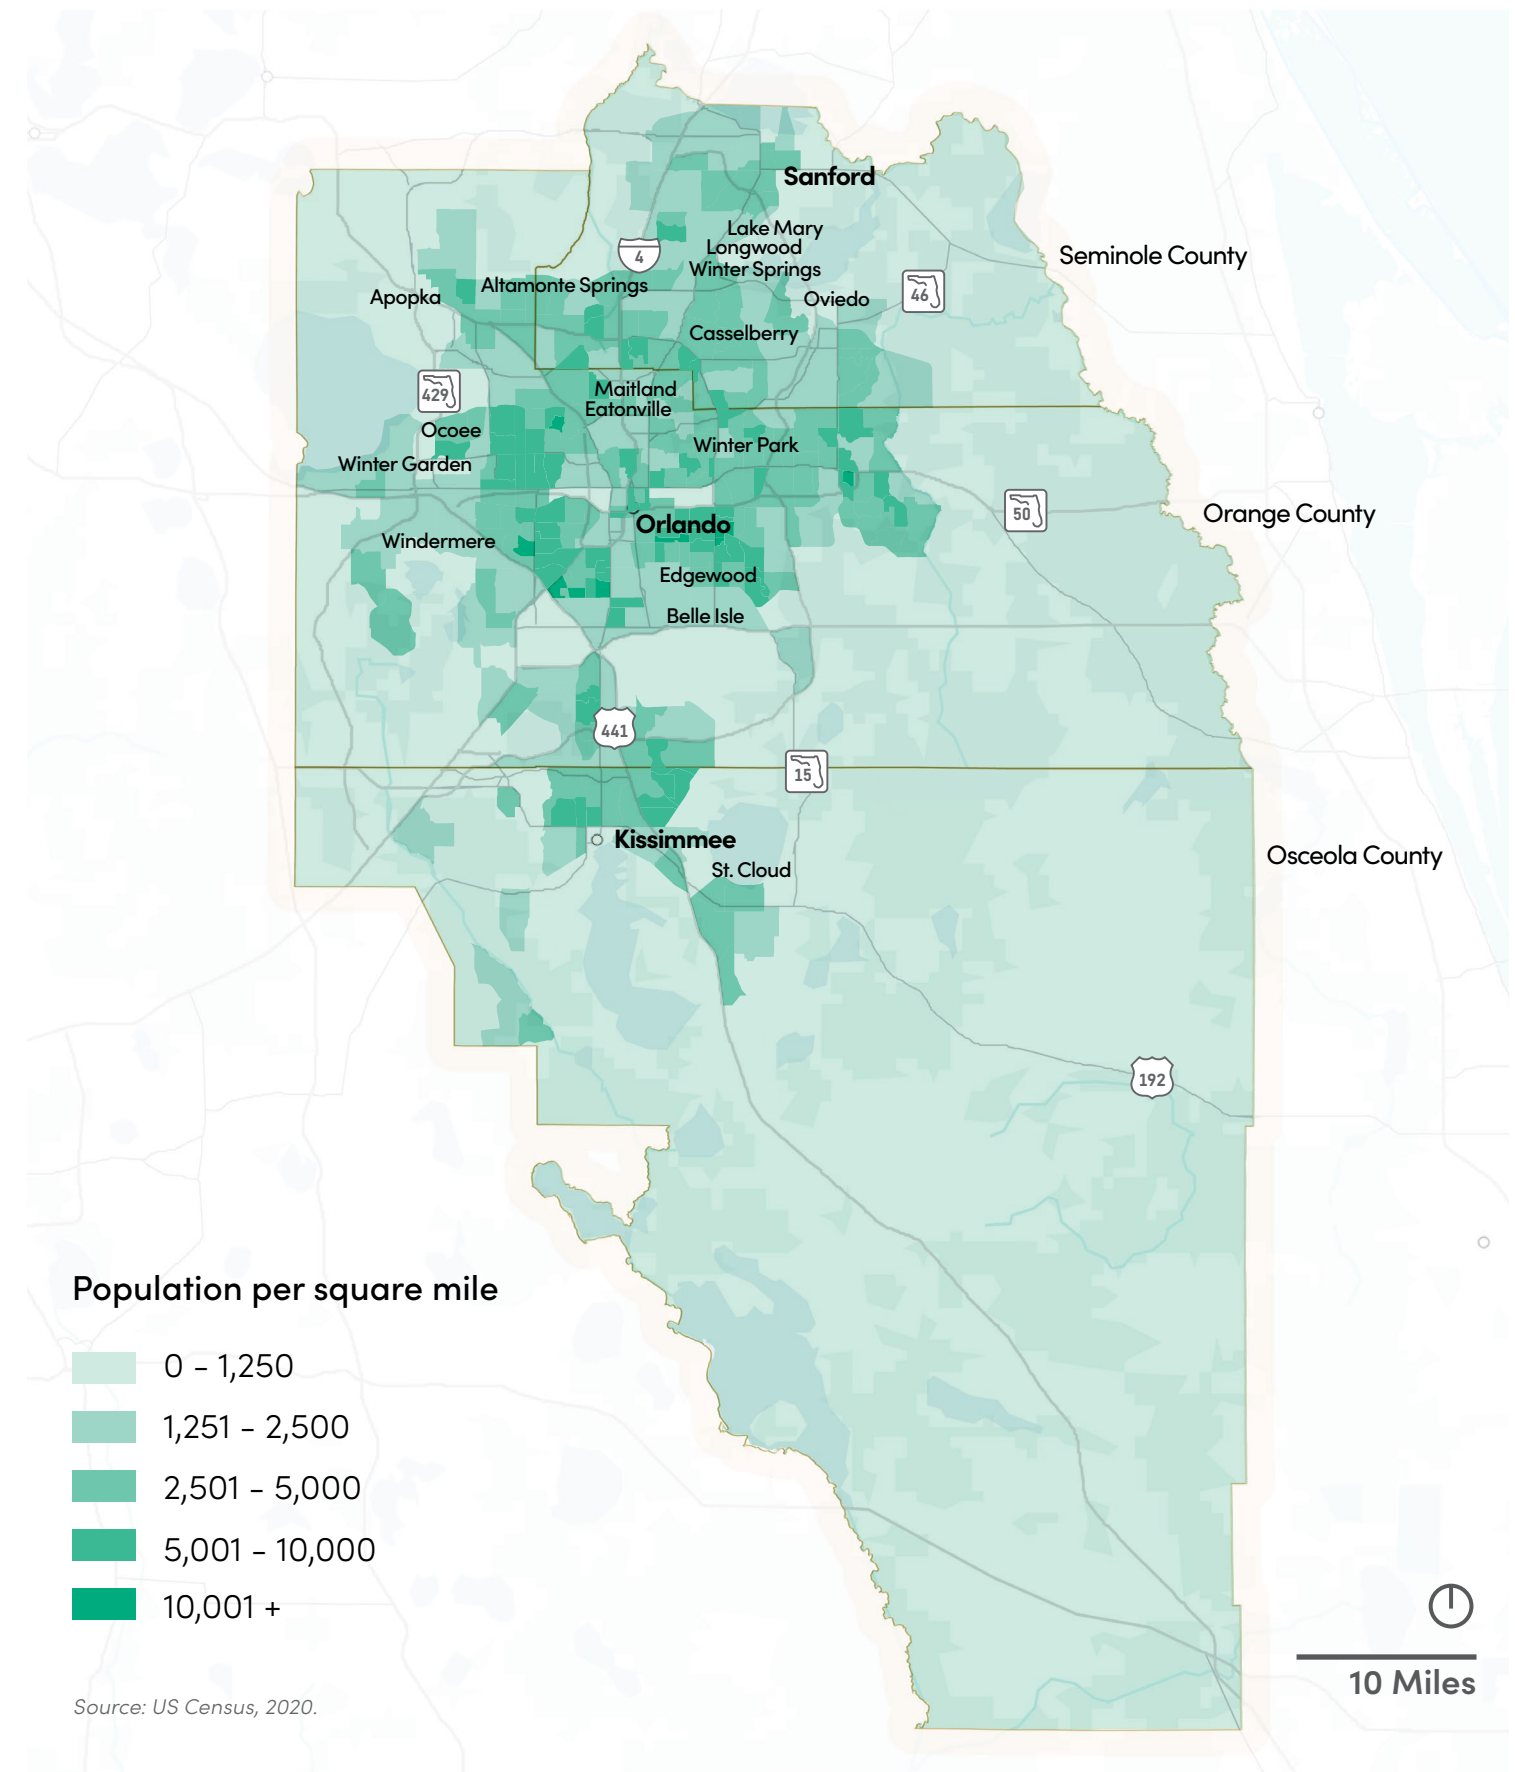 Sanford
Lake Mary
Longwood
Winter Springs
4
Seminole County
Altamonte Springs
Apopka
Oviedo
46
Casselberry
429
Maitland
Eatonville
Ocoee
Winter Park
Winter Garden
50
Orange County
Orlando
Windermere
Edgewood
Belle Isle
441
15
Kissimmee
St. Cloud
Osceola County
192
Population per square mile
0 - 1,250
1,251 - 2,500
2,501 - 5,000
5,001 - 10,000
10,001 +
10 Miles
Source: US Census, 2020.